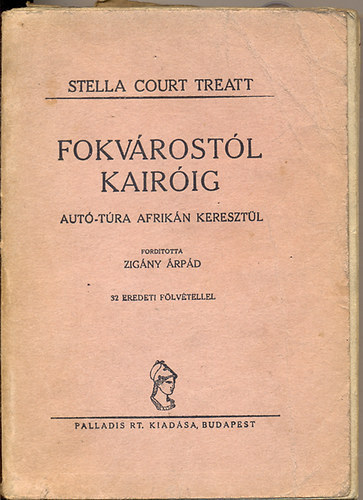 STELLA COURT TREATT
FOKVÁROSTÓL
KAIRÓIG
AUTÓ-TÚRA AFRIKÁN KERESZTÜL
FORDITOTTA
ZIGÁNY ÁRPÁD
32 EREDETI FÖLVÉTELLEL
PALLADIS RT. KIADÁSA, BUDAPEST